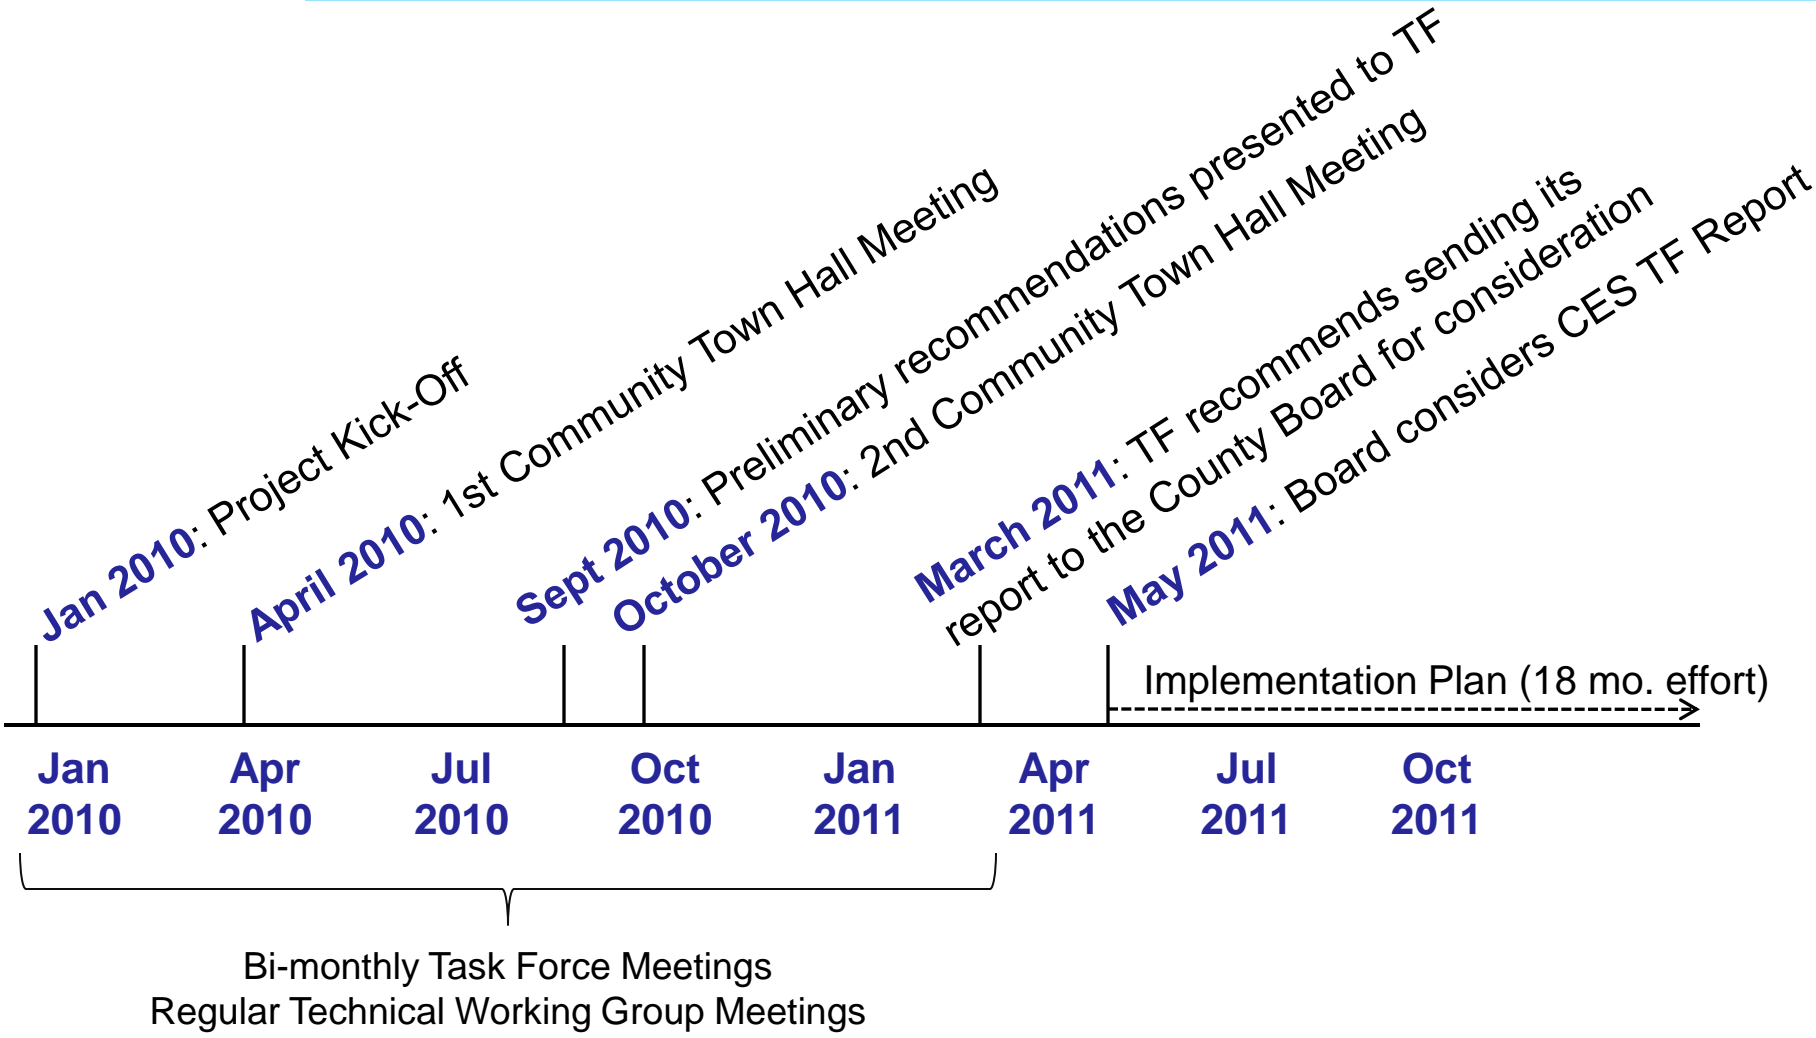 Jan 2010: Project Kick-Off
April 2010: 1st Community Town Hall Meeting
Sept 2010: Preliminary recommendations presented to TF
October 2010: 2nd Community Town Hall Meeting
March 2011: TF recommends sending its
report to the County Board for consideration
May 2011: Board considers CES TF Report
Implementation Plan (18 mo. effort)
Jan Apr Jul Oct Jan Apr Jul Oct
2010 2010 2010 2010 2011 2011 2011 2011
Bi-monthly Task Force Meetings
Regular Technical Working Group Meetings